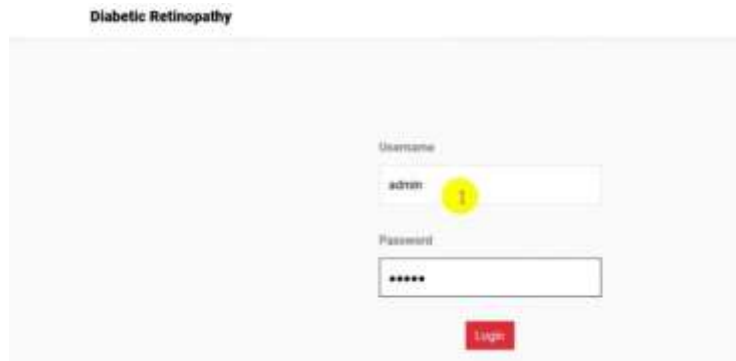 Diabetic Retinopathy
Username
admin
1
Password
•••••
Login